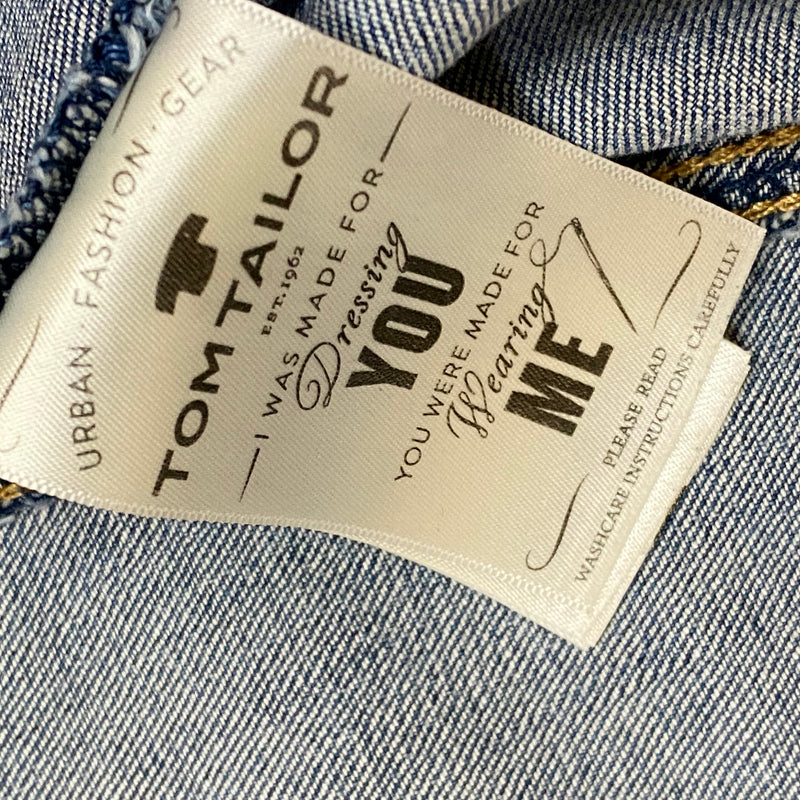 URBAN · FASHION · GEAR
TOM TAILOR
EST. 1962
I WAS MADE FOR
Dressing
YOU
YOU WERE MADE FOR
Wearing
ME
PLEASE READ
WASHCARE INSTRUCTIONS CAREFULLY